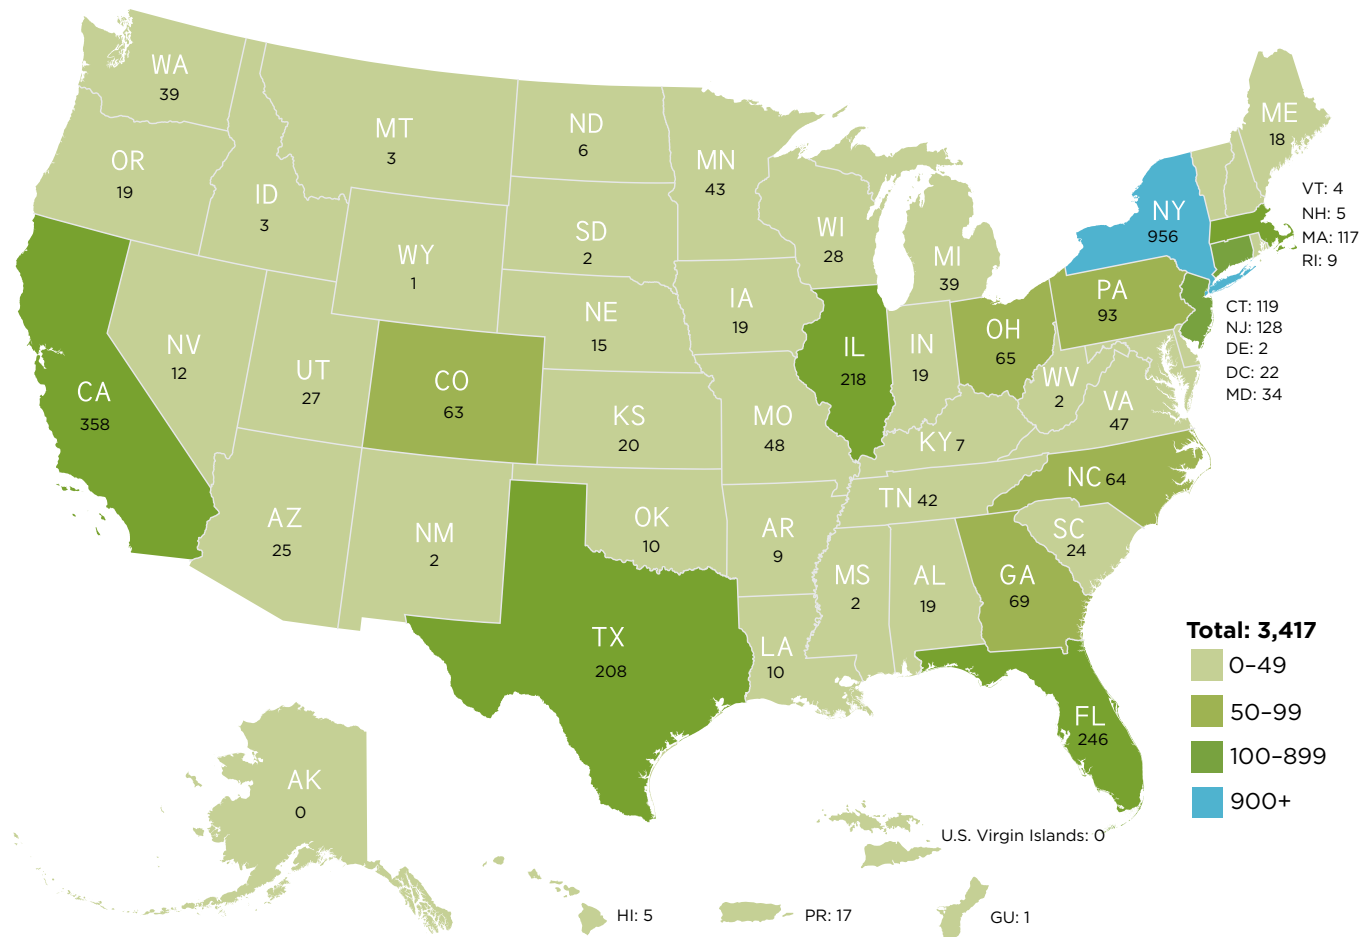 WA
39
MT
3
ND
6
MN
43
ME
18
OR
19
ID
3
SD
2
WI
28
MI
39
NY
956
VT: 4
NH: 5
MA: 117
RI: 9
WY
1
IA
19
NE
15
PA
93
CT: 119
NJ: 128
DE: 2
DC: 22
MD: 34
NV
12
UT
27
CO
63
IL
218
IN
19
OH
65
WV
2
VA
47
CA
358
KS
20
MO
48
KY 7
NC 64
TN 42
AZ
25
NM
2
OK
10
AR
9
SC
24
MS
2
AL
19
GA
69
TX
208
LA
10
FL
246
Total: 3,417
0–49
50–99
100–899
900+
AK
0
U.S. Virgin Islands: 0
HI: 5
PR: 17
GU: 1